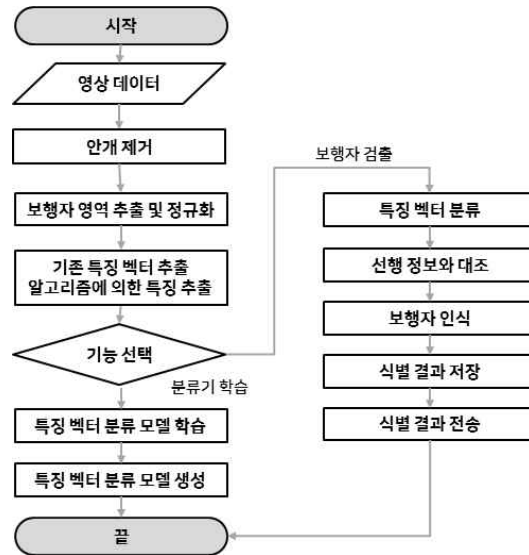 시작
영상 데이터
안개 제거
보행자 영역 추출 및 정규화
기존 특징 벡터 추출
알고리즘에 의한 특징 추출
기능 선택
분류기 학습
특징 벡터 분류 모델 학습
특징 벡터 분류 모델 생성
끝
보행자 검출
특징 벡터 분류
선행 정보와 대조
보행자 인식
식별 결과 저장
식별 결과 전송